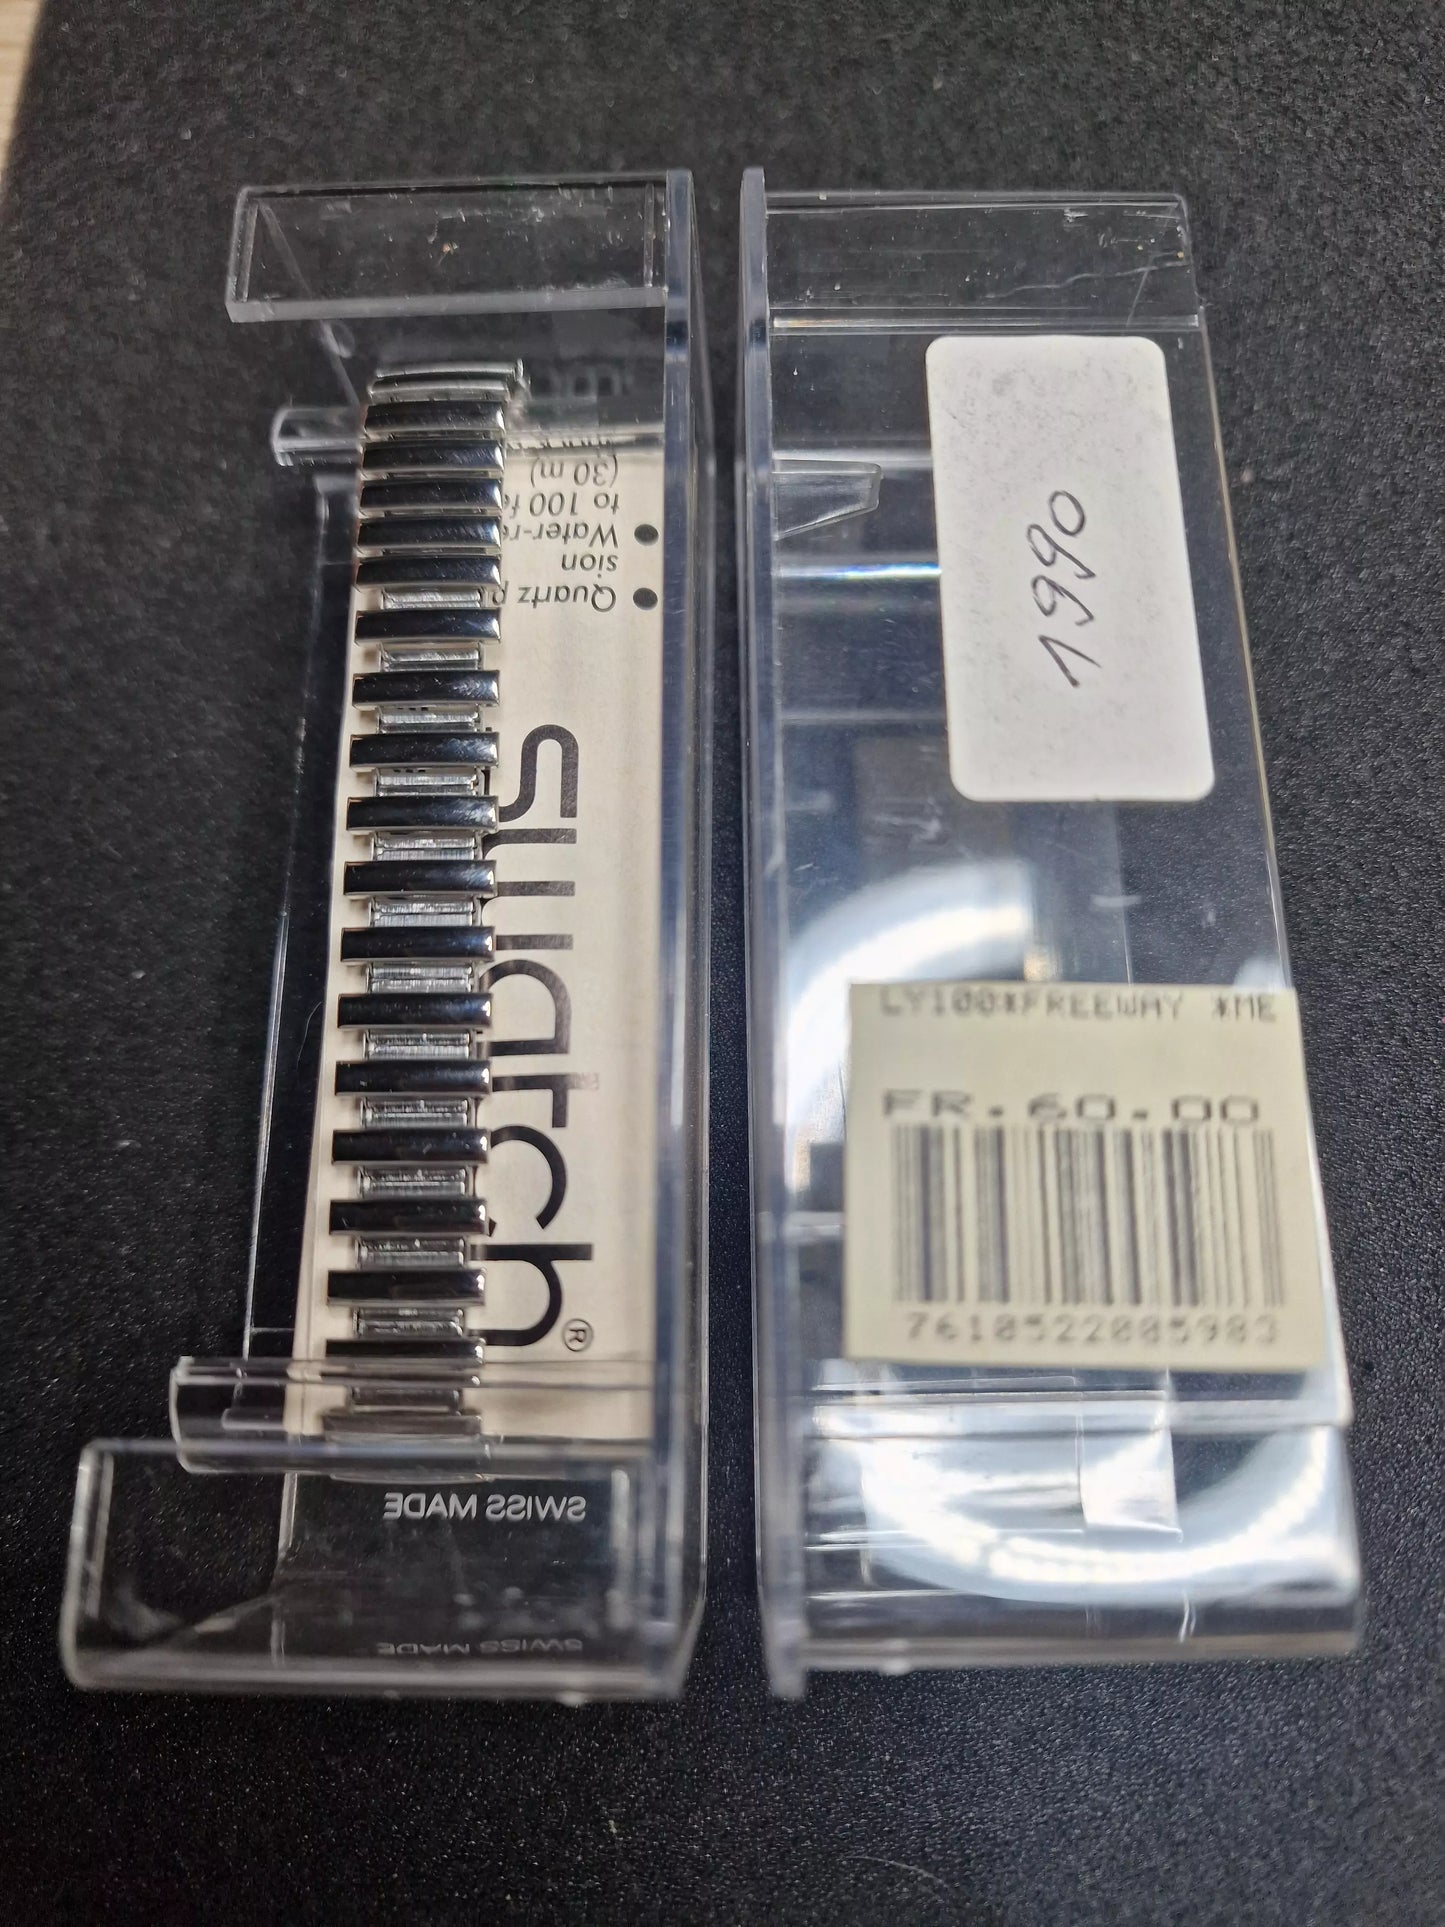 swatch®
● Quartz
sion
● Water-re
to 100 fe
(30 m)
SWISS MADE
SWISS MADE
1990
LY100*FREEWAY *ME
FR.60.00
7610522005903